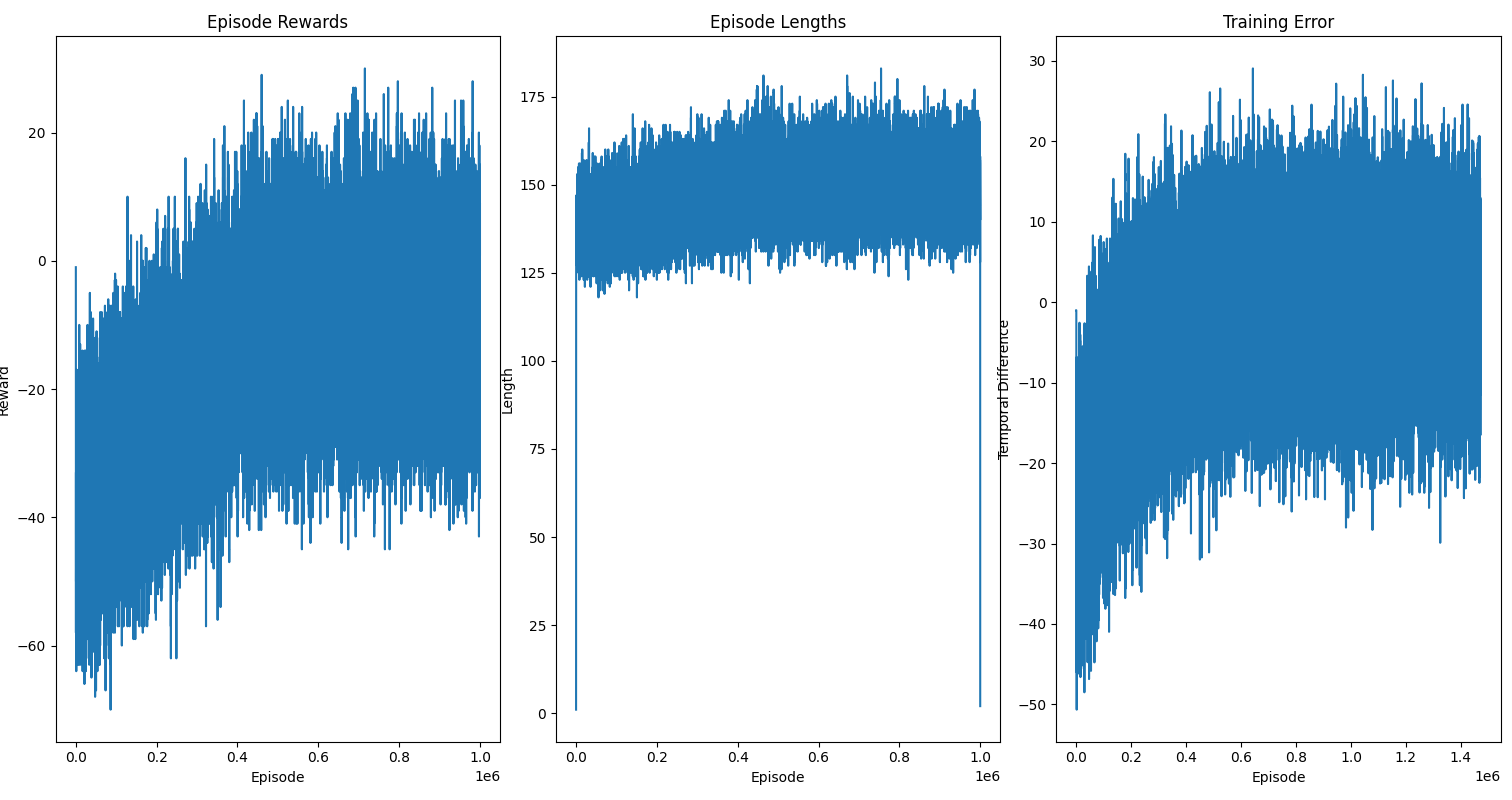 Episode Rewards
Reward
20
0
−20
−40
−60
0.0 0.2 0.4 0.6 0.8 1.0
1e6
Episode
Episode Lengths
Length
175
150
125
100
75
50
25
0
0.0 0.2 0.4 0.6 0.8 1.0
1e6
Episode
Training Error
Temporal Difference
30
20
10
0
−10
−20
−30
−40
−50
0.0 0.2 0.4 0.6 0.8 1.0 1.2 1.4
1e6
Episode